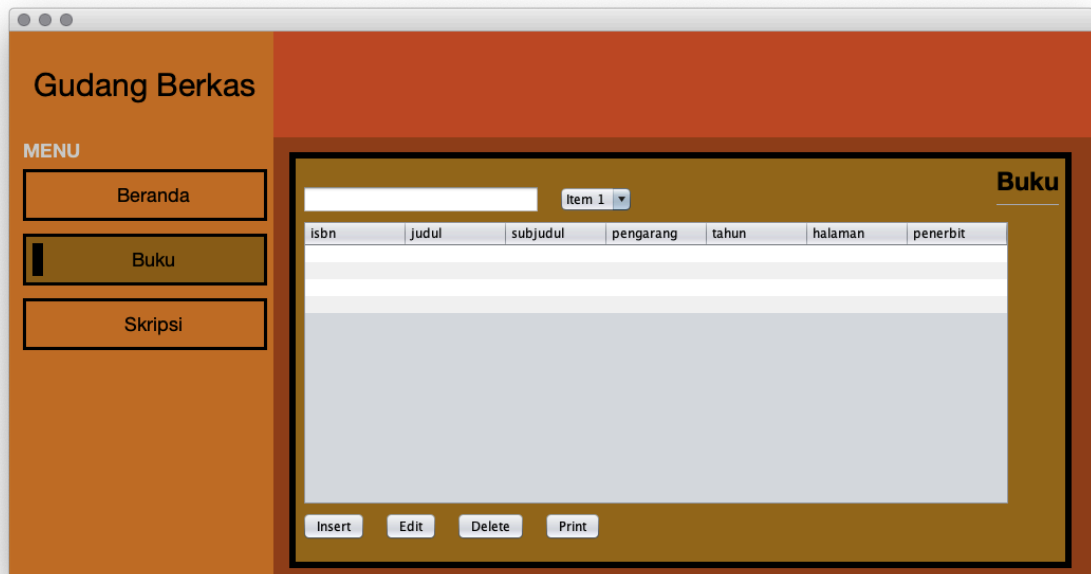 Gudang Berkas
MENU
Beranda
Buku
Skripsi
Buku
Item 1
isbn judul subjudul pengarang tahun halaman penerbit
Insert Edit Delete Print